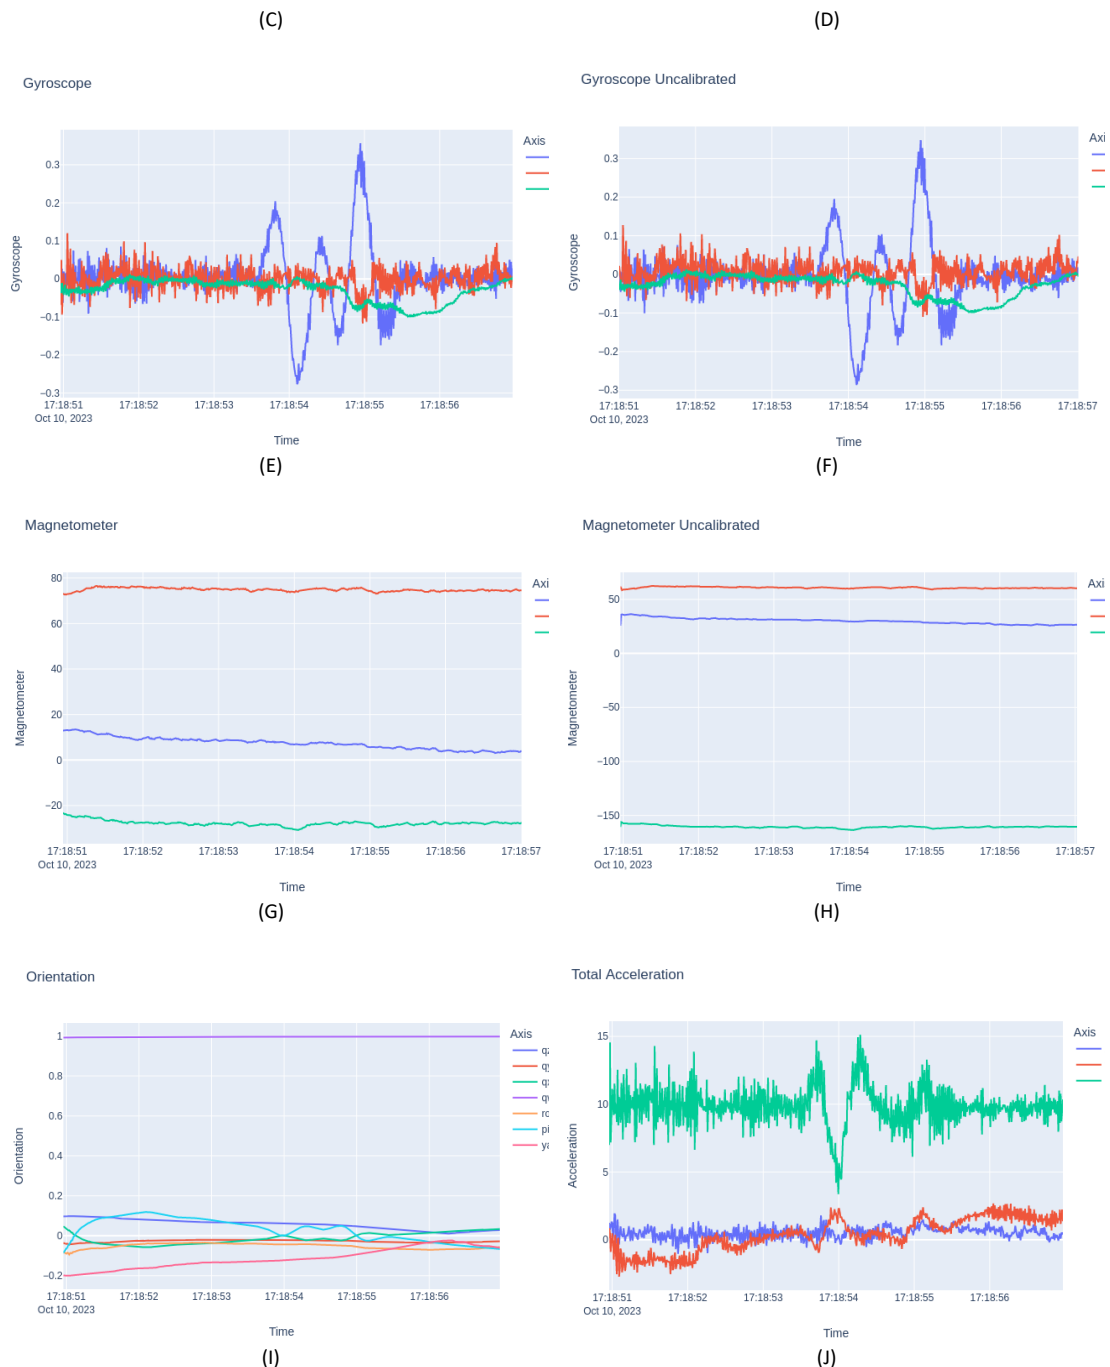 (C) (D)
Gyroscope Gyroscope Uncalibrated
Axis Axi
0.3
0.2
0.1
0
−0.1
−0.2
−0.3
Gyroscope
17:18:51 17:18:52 17:18:53 17:18:54 17:18:55 17:18:56
Oct 10, 2023
Time
0.3
0.2
0.1
0
−0.1
−0.2
−0.3
Gyroscope
17:18:51 17:18:52 17:18:53 17:18:54 17:18:55 17:18:56 17:18:57
Oct 10, 2023
Time
(E) (F)
Magnetometer Magnetometer Uncalibrated
Axi Axi
80
60
40
20
0
−20
Magnetometer
17:18:51 17:18:52 17:18:53 17:18:54 17:18:55 17:18:56 17:18:57
Oct 10, 2023
Time
50
0
−50
−100
−150
Magnetometer
17:18:51 17:18:52 17:18:53 17:18:54 17:18:55 17:18:56 17:18:57
Oct 10, 2023
Time
(G) (H)
Orientation Total Acceleration
Axis Axis
qz
qy
qx
qw
ro
pi
ya
1
0.8
0.6
0.4
0.2
0
−0.2
Orientation
17:18:51 17:18:52 17:18:53 17:18:54 17:18:55 17:18:56
Oct 10, 2023
Time
15
10
5
0
Acceleration
17:18:51 17:18:52 17:18:53 17:18:54 17:18:55 17:18:56
Oct 10, 2023
Time
(I) (J)